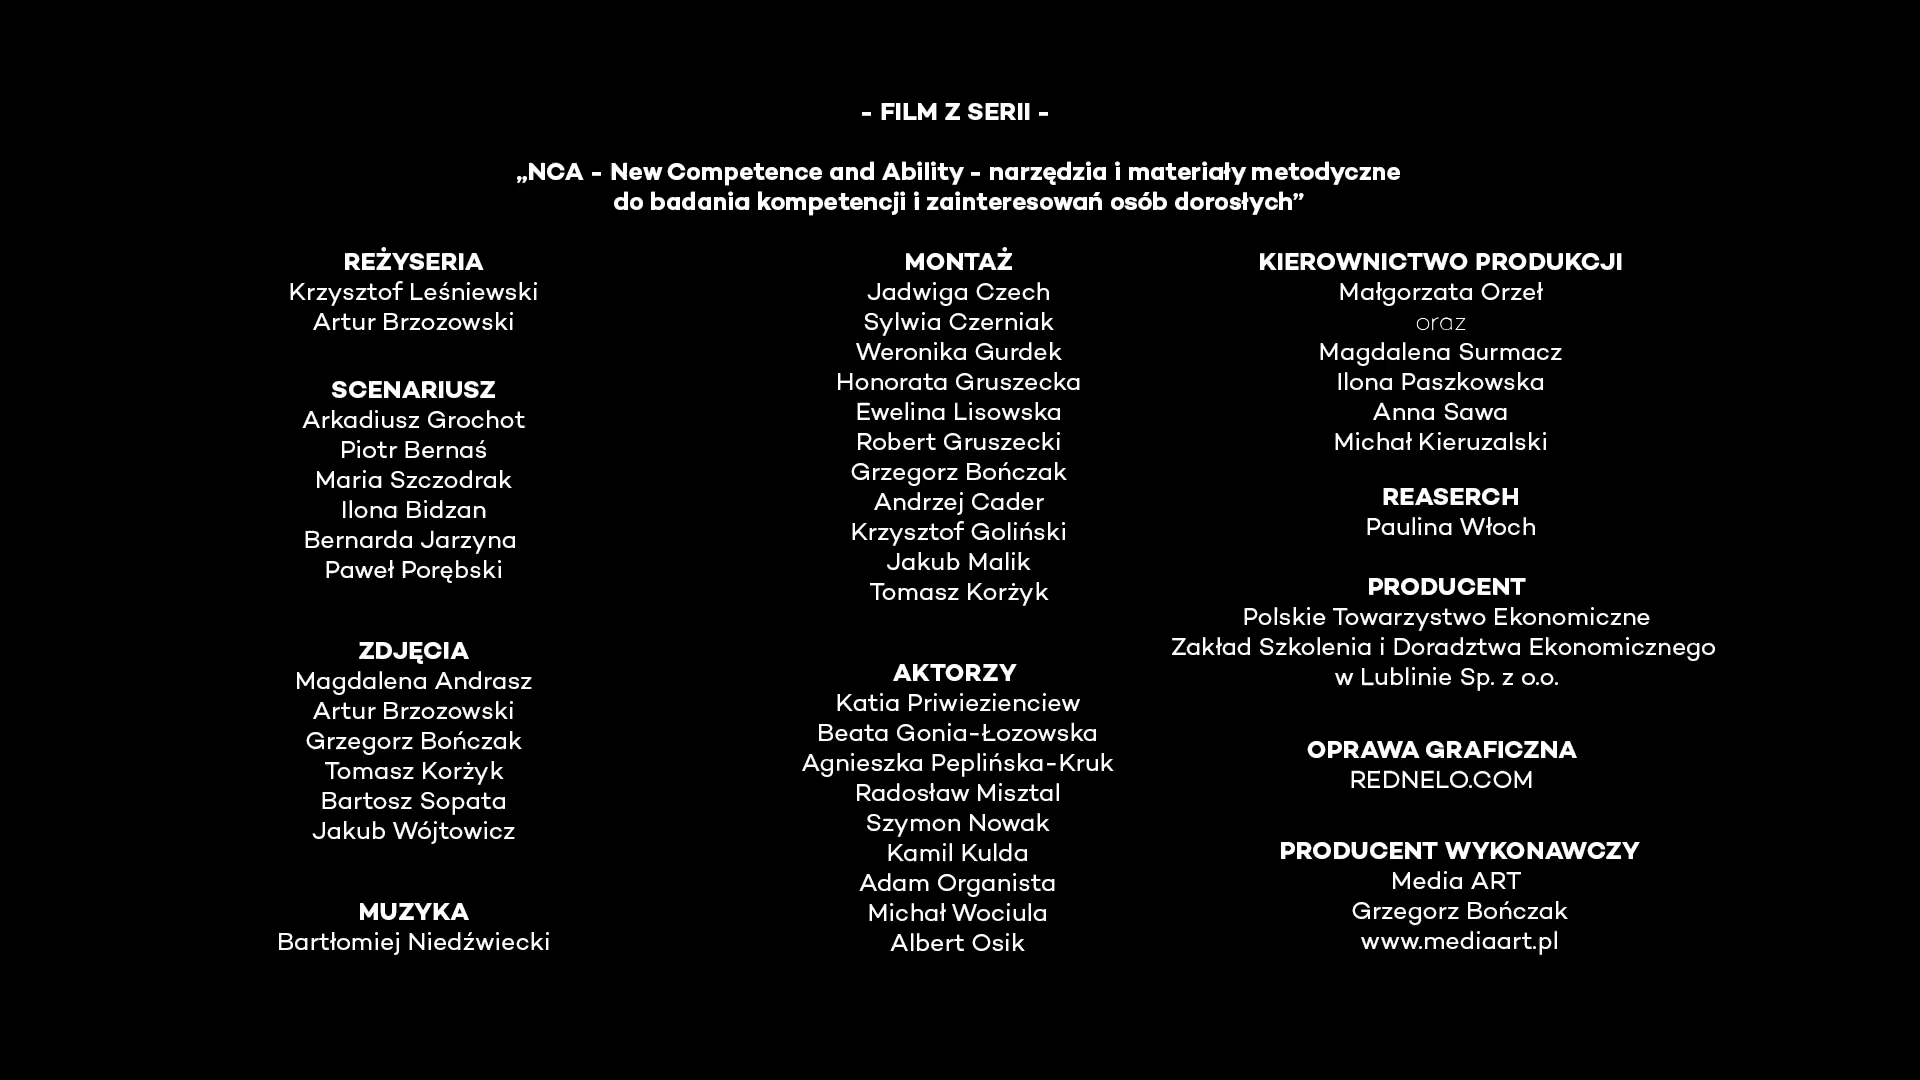 - FILM Z SERII -
„NCA - New Competence and Ability - narzędzia i materiały metodyczne
do badania kompetencji i zainteresowań osób dorosłych”
REŻYSERIA
Krzysztof Leśniewski
Artur Brzozowski
SCENARIUSZ
Arkadiusz Grochot
Piotr Bernaś
Maria Szczodrak
Ilona Bidzan
Bernarda Jarzyna
Paweł Porębski
ZDJĘCIA
Magdalena Andrasz
Artur Brzozowski
Grzegorz Bończak
Tomasz Korżyk
Bartosz Sopata
Jakub Wójtowicz
MUZYKA
Bartłomiej Niedźwiecki
MONTAŻ
Jadwiga Czech
Sylwia Czerniak
Weronika Gurdek
Honorata Gruszecka
Ewelina Lisowska
Robert Gruszecki
Grzegorz Bończak
Andrzej Cader
Krzysztof Goliński
Jakub Malik
Tomasz Korżyk
AKTORZY
Katia Priwiezienciew
Beata Gonia-Łozowska
Agnieszka Peplińska-Kruk
Radosław Misztal
Szymon Nowak
Kamil Kulda
Adam Organista
Michał Wociula
Albert Osik
KIEROWNICTWO PRODUKCJI
Małgorzata Orzeł
oraz
Magdalena Surmacz
Ilona Paszkowska
Anna Sawa
Michał Kieruzalski
REASERCH
Paulina Włoch
PRODUCENT
Polskie Towarzystwo Ekonomiczne
Zakład Szkolenia i Doradztwa Ekonomicznego
w Lublinie Sp. z o.o.
OPRAWA GRAFICZNA
REDNELO.COM
PRODUCENT WYKONAWCZY
Media ART
Grzegorz Bończak
www.mediaart.pl